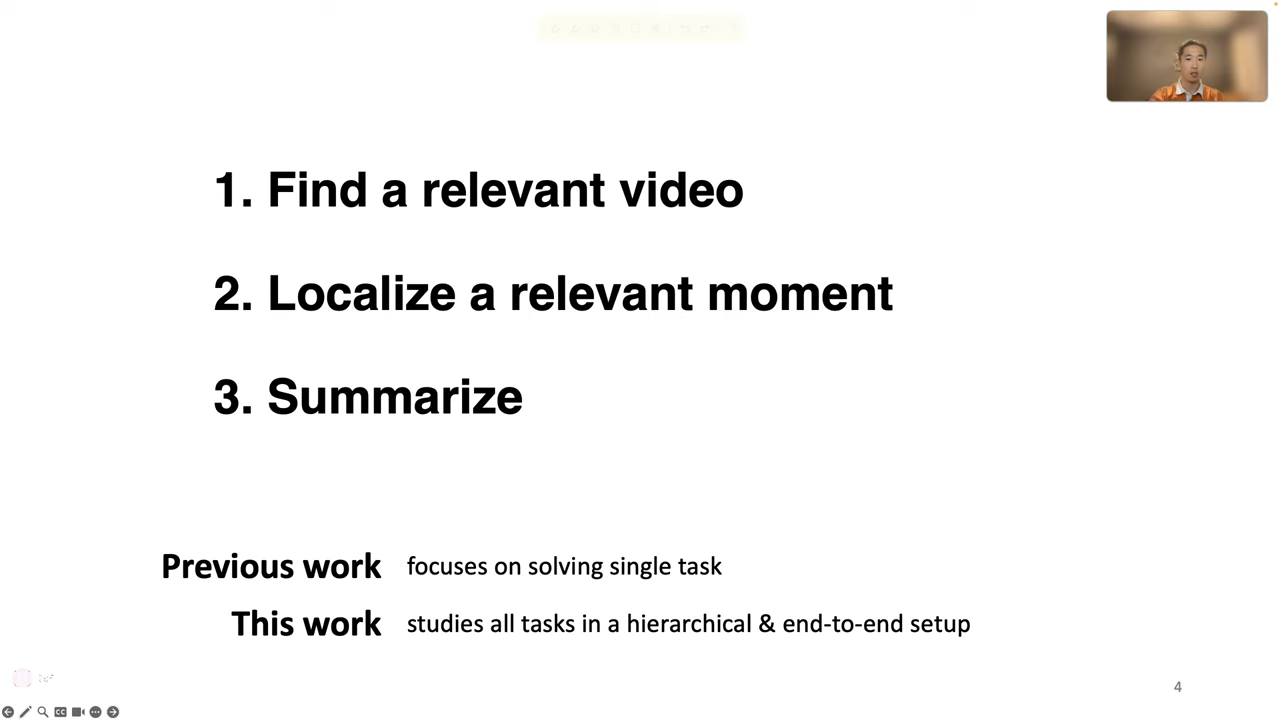 1. Find a relevant video
2. Localize a relevant moment
3. Summarize
Previous work focuses on solving single task
This work studies all tasks in a hierarchical & end-to-end setup
4